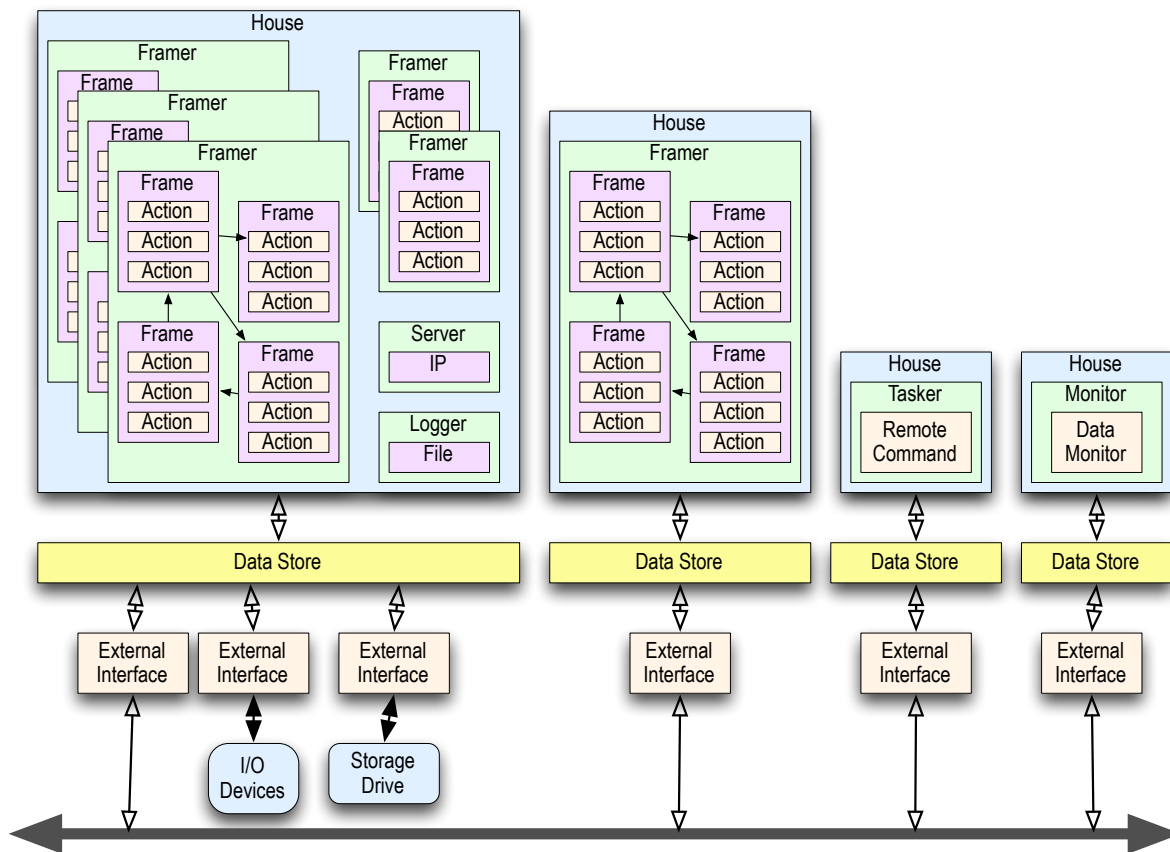 House
Framer
Frame
Framer
Frame
Framer
Frame
Action
Action
Action
Frame
Action
Action
Action
Frame
Action
Action
Action
Frame
Action
Action
Action
Framer
Frame
Action
Framer
Frame
Action
Action
Action
Server
IP
Logger
File
House
Framer
Frame
Action
Action
Action
Frame
Action
Action
Action
Frame
Action
Action
Action
Frame
Action
Action
Action
House
Tasker
Remote
Command
House
Monitor
Data
Monitor
Data Store
Data Store
Data Store
Data Store
External
Interface
External
Interface
External
Interface
External
Interface
External
Interface
External
Interface
I/O
Devices
Storage
Drive